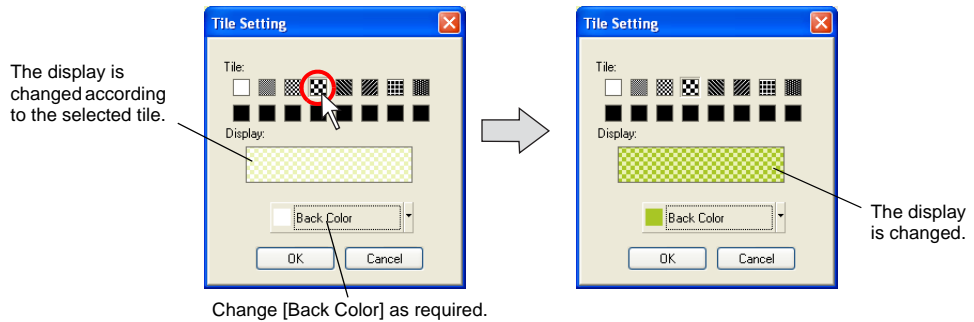 Tile Setting
Tile:
Display:
Back Color
OK Cancel
The display is
changed according
to the selected tile.
Change [Back Color] as required.
Tile Setting
Tile:
Display:
Back Color
OK Cancel
The display
is changed.